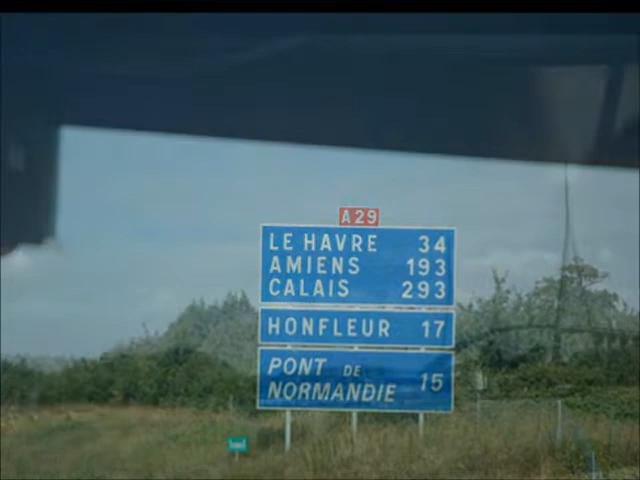 A29
LE HAVRE 34
AMIENS 193
CALAIS 293
HONFLEUR 17
PONT DE
NORMANDIE 15